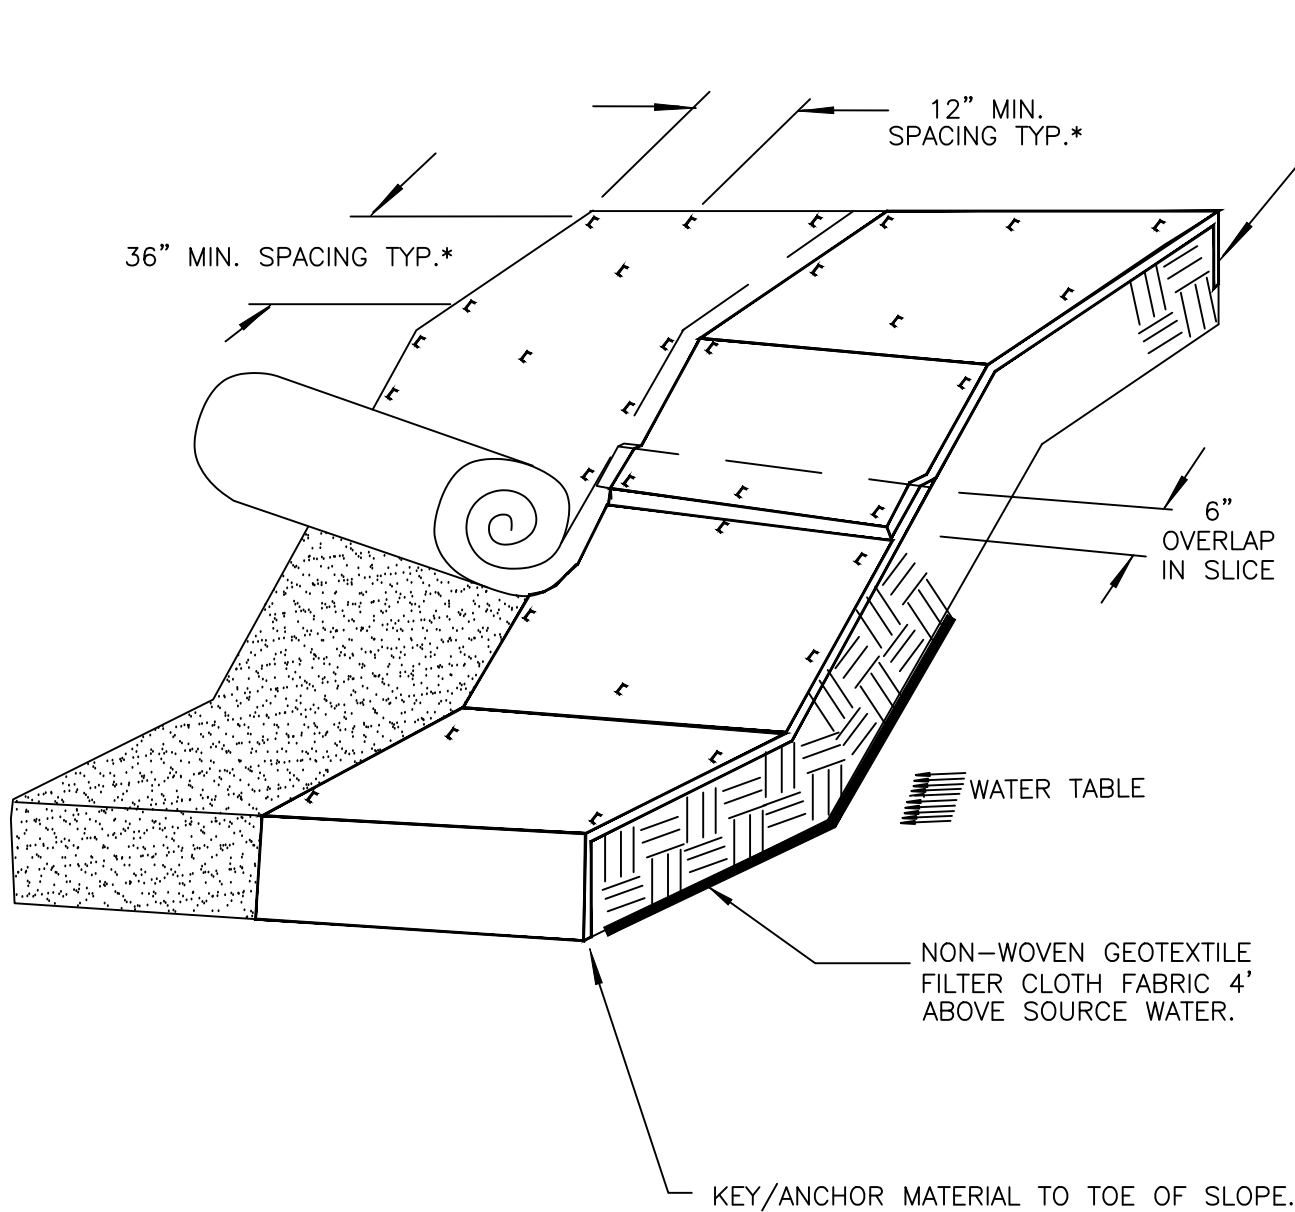 12” MIN.
SPACING TYP.*
36” MIN. SPACING TYP.*
6”
OVERLAP
IN SLICE
WATER TABLE
NON-WOVEN GEOTEXTILE
FILTER CLOTH FABRIC 4'
ABOVE SOURCE WATER.
KEY/ANCHOR MATERIAL TO TOE OF SLOPE.